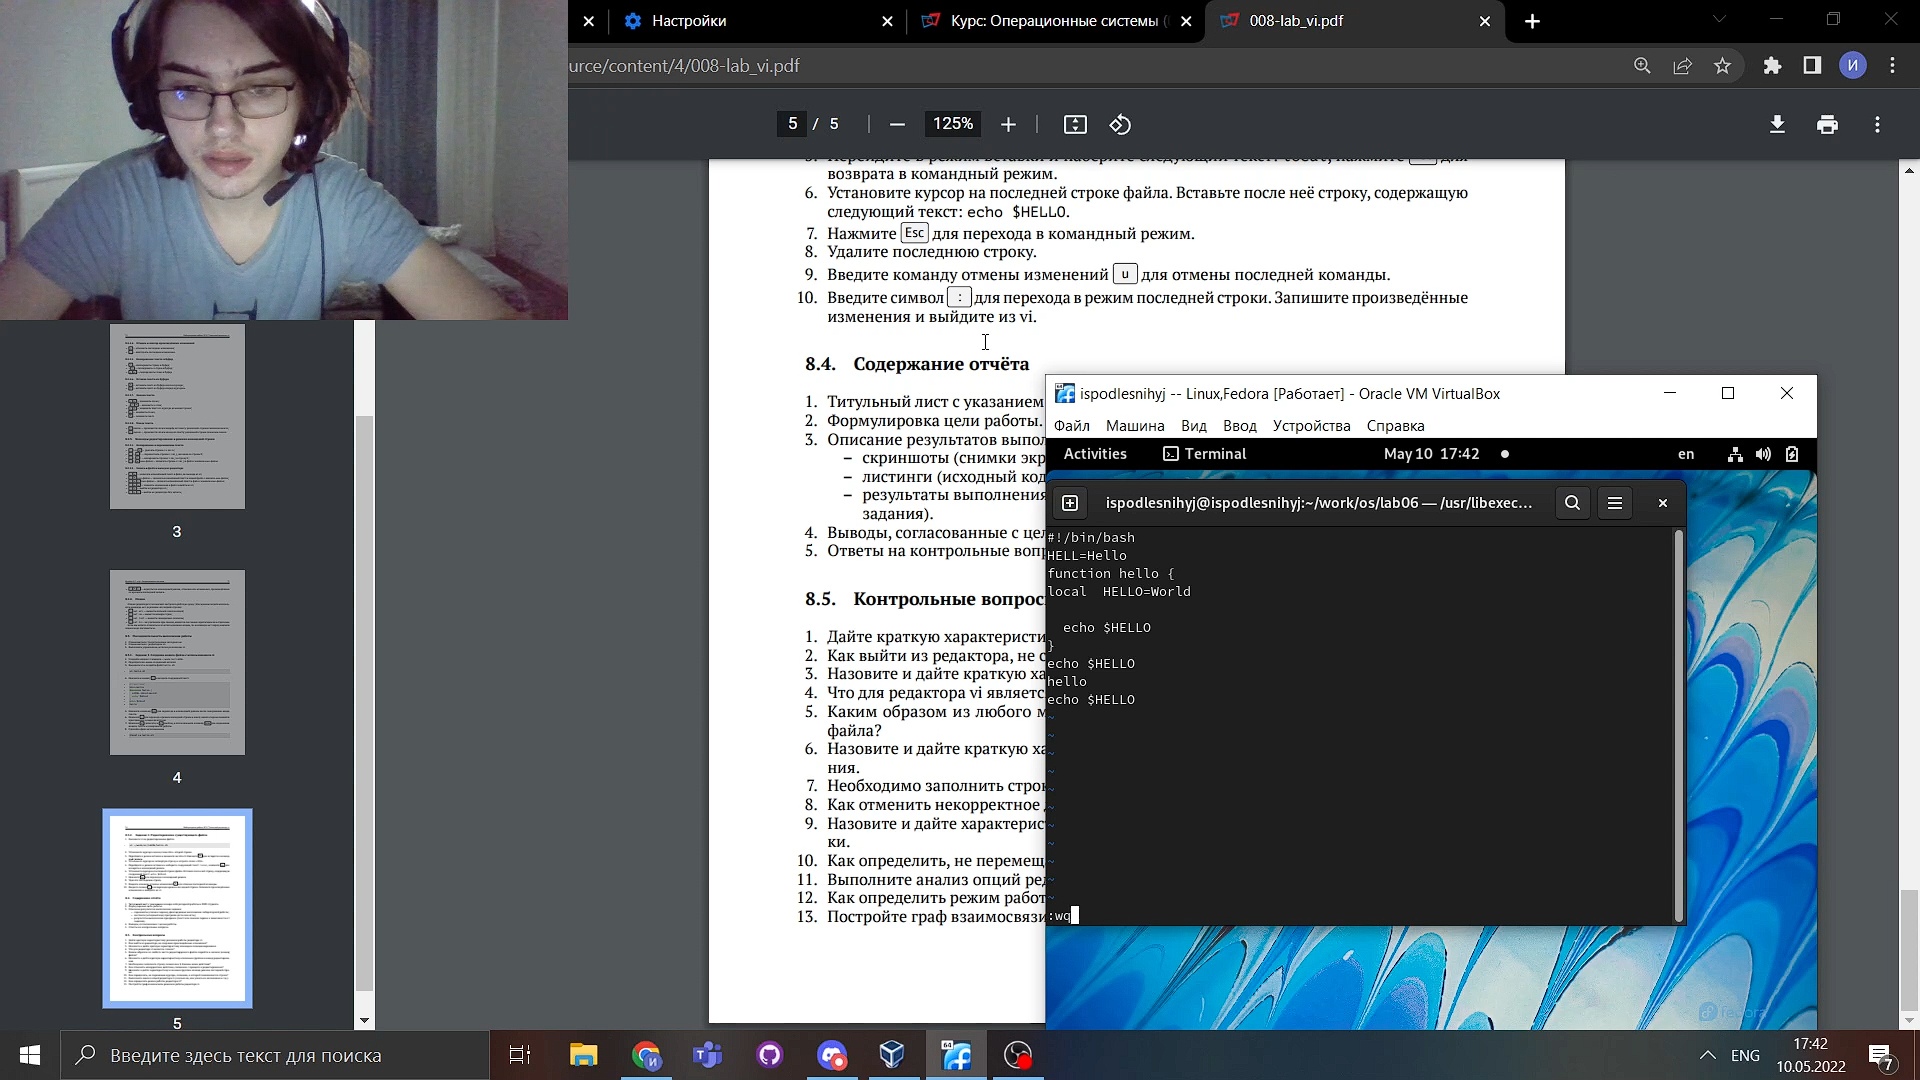 Настройки
Курс: Операционные системы (
008-lab_vi.pdf
urce/content/4/008-lab_vi.pdf
И
5 / 5
125%
возврата в командный режим.
6. Установите курсор на последней строке файла. Вставьте после неё строку, содержащую
следующий текст: echo $HELLO.
7. Нажмите Esc для перехода в командный режим.
8. Удалите последнюю строку.
9. Введите команду отмены изменений u для отмены последней команды.
10. Введите символ : для перехода в режим последней строки. Запишите произведённые
изменения и выйдите из vi.
8.4. Содержание отчёта
1. Титульный лист с указанием
2. Формулировка цели работы.
3. Описание результатов выпол
– скриншоты (снимки экр
– листинги (исходный код
– результаты выполнения
задания).
4. Выводы, согласованные с цел
5. Ответы на контрольные вопр
8.5. Контрольные вопрос
1. Дайте краткую характеристи
2. Как выйти из редактора, не с
3. Назовите и дайте краткую ха
4. Что для редактора vi являетс
5. Каким образом из любого м
файла?
6. Назовите и дайте краткую ха
ния.
7. Необходимо заполнить строк
8. Как отменить некорректное
9. Назовите и дайте характерис
ки.
10. Как определить, не перемещ
11. Выполните анализ опций ре
12. Как определить режим работ
13. Постройте граф взаимосвязи
3
4
5
ispodlesnihyj -- Linux,Fedora [Работает] - Oracle VM VirtualBox
Файл Машина Вид Ввод Устройства Справка
Activities Terminal May 10 17:42 en
ispodlesnihyj@ispodlesnihyj:~/work/os/lab06 — /usr/libexec...
#!/bin/bash
HELL=Hello
function hello {
local  HELLO=World
  echo $HELLO
}
echo $HELLO
hello
echo $HELLO
~
~
~
~
~
~
~
~
~
~
~
:wq
fedora
Введите здесь текст для поиска
64
ENG
17:42
10.05.2022
7